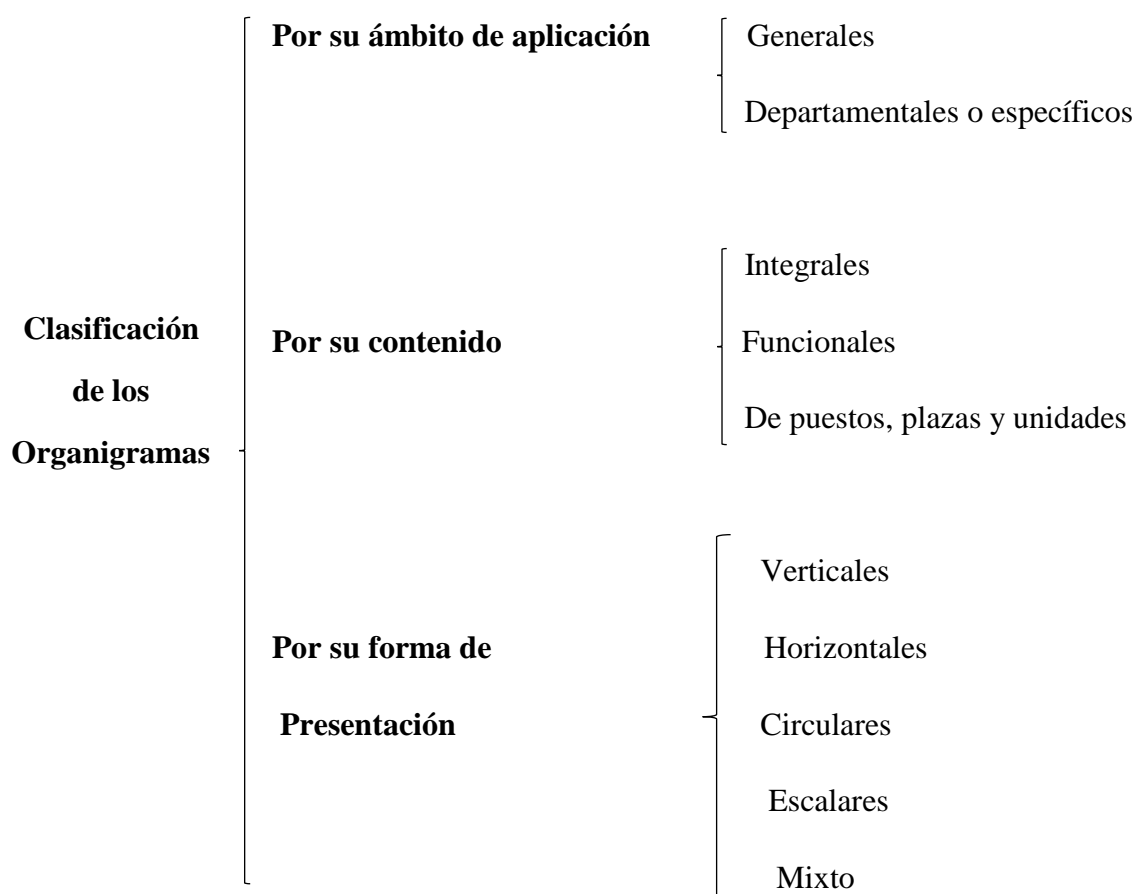 Por su ámbito de aplicación
Generales
Departamentales o específicos
Clasificación
de los
Organigramas
Por su contenido
Integrales
Funcionales
De puestos, plazas y unidades
Por su forma de
Presentación
Verticales
Horizontales
Circulares
Escalares
Mixto